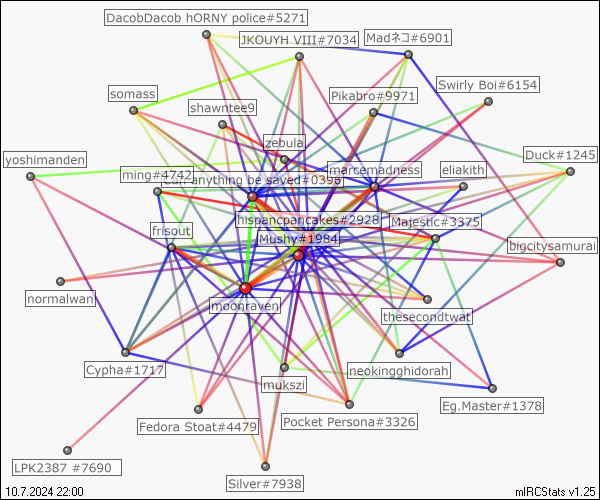 DacobDacob hORNY police#5271
JKOUYH VIII#7034
Madネコ#6901
Swirly Boi#6154
Pikabro#9971
somass
shawntee9
zebula
yoshimanden
ming#4742
anything be saved#0356
marcemadness
eliakith
Duck#1245
hispancpancakes#2928
Majestic#3375
frisout
Mushy#1984
bigcitysamurai
normalwan
moonraven
thesecondtwat
Cypha#1717
neokingghidorah
mukszi
Eg.Master#1378
Fedora Stoat#4479
Pocket Persona#3326
LPK2387 #7690
Silver#7938
10.7.2024 22:00
mIRCStats v1.25